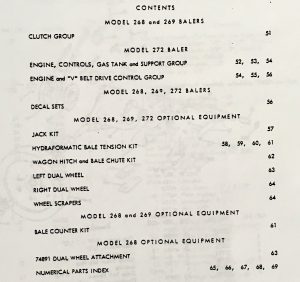 CONTENTS
MODEL 268 and 269 BALERS
CLUTCH GROUP 51
MODEL 272 BALER
ENGINE, CONTROLS, GAS TANK and SUPPORT GROUP 52, 53, 54
ENGINE and "V" BELT DRIVE CONTROL GROUP 54, 55, 56
MODEL 268, 269, 272 BALERS
DECAL SETS 56
MODEL 268, 269, 272 OPTIONAL EQUIPMENT
JACK KIT 57
HYDRAFORMATIC BALE TENSION KIT 58, 59, 60, 61
WAGON HITCH and BALE CHUTE KIT 62
LEFT DUAL WHEEL 63
RIGHT DUAL WHEEL 64
WHEEL SCRAPERS 64
MODEL 268 and 269 OPTIONAL EQUIPMENT
BALE COUNTER KIT 61
MODEL 268 OPTIONAL EQUIPMENT
74891 DUAL WHEEL ATTACHMENT 63
NUMERICAL PARTS INDEX 65, 66, 67, 68, 69